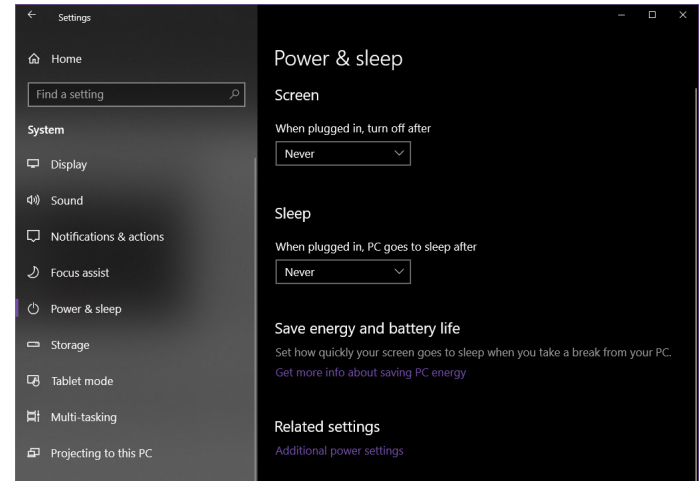 Settings
Home
Find a setting
System
Display
Sound
Notifications & actions
Focus assist
Power & sleep
Storage
Tablet mode
Multi-tasking
Projecting to this PC
Power & sleep
Screen
When plugged in, turn off after
Never
Sleep
When plugged in, PC goes to sleep after
Never
Save energy and battery life
Set how quickly your screen goes to sleep when you take a break from your PC.
Get more info about saving PC energy
Related settings
Additional power settings